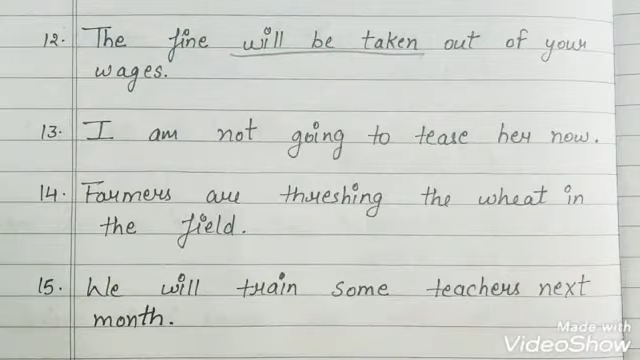 12. The fine will be taken out of your
wages.
13. I am not going to tease her now.
14. Farmers are threshing the wheat in
the field.
15. We will train some teachers next
month.
Made with
VideoShow